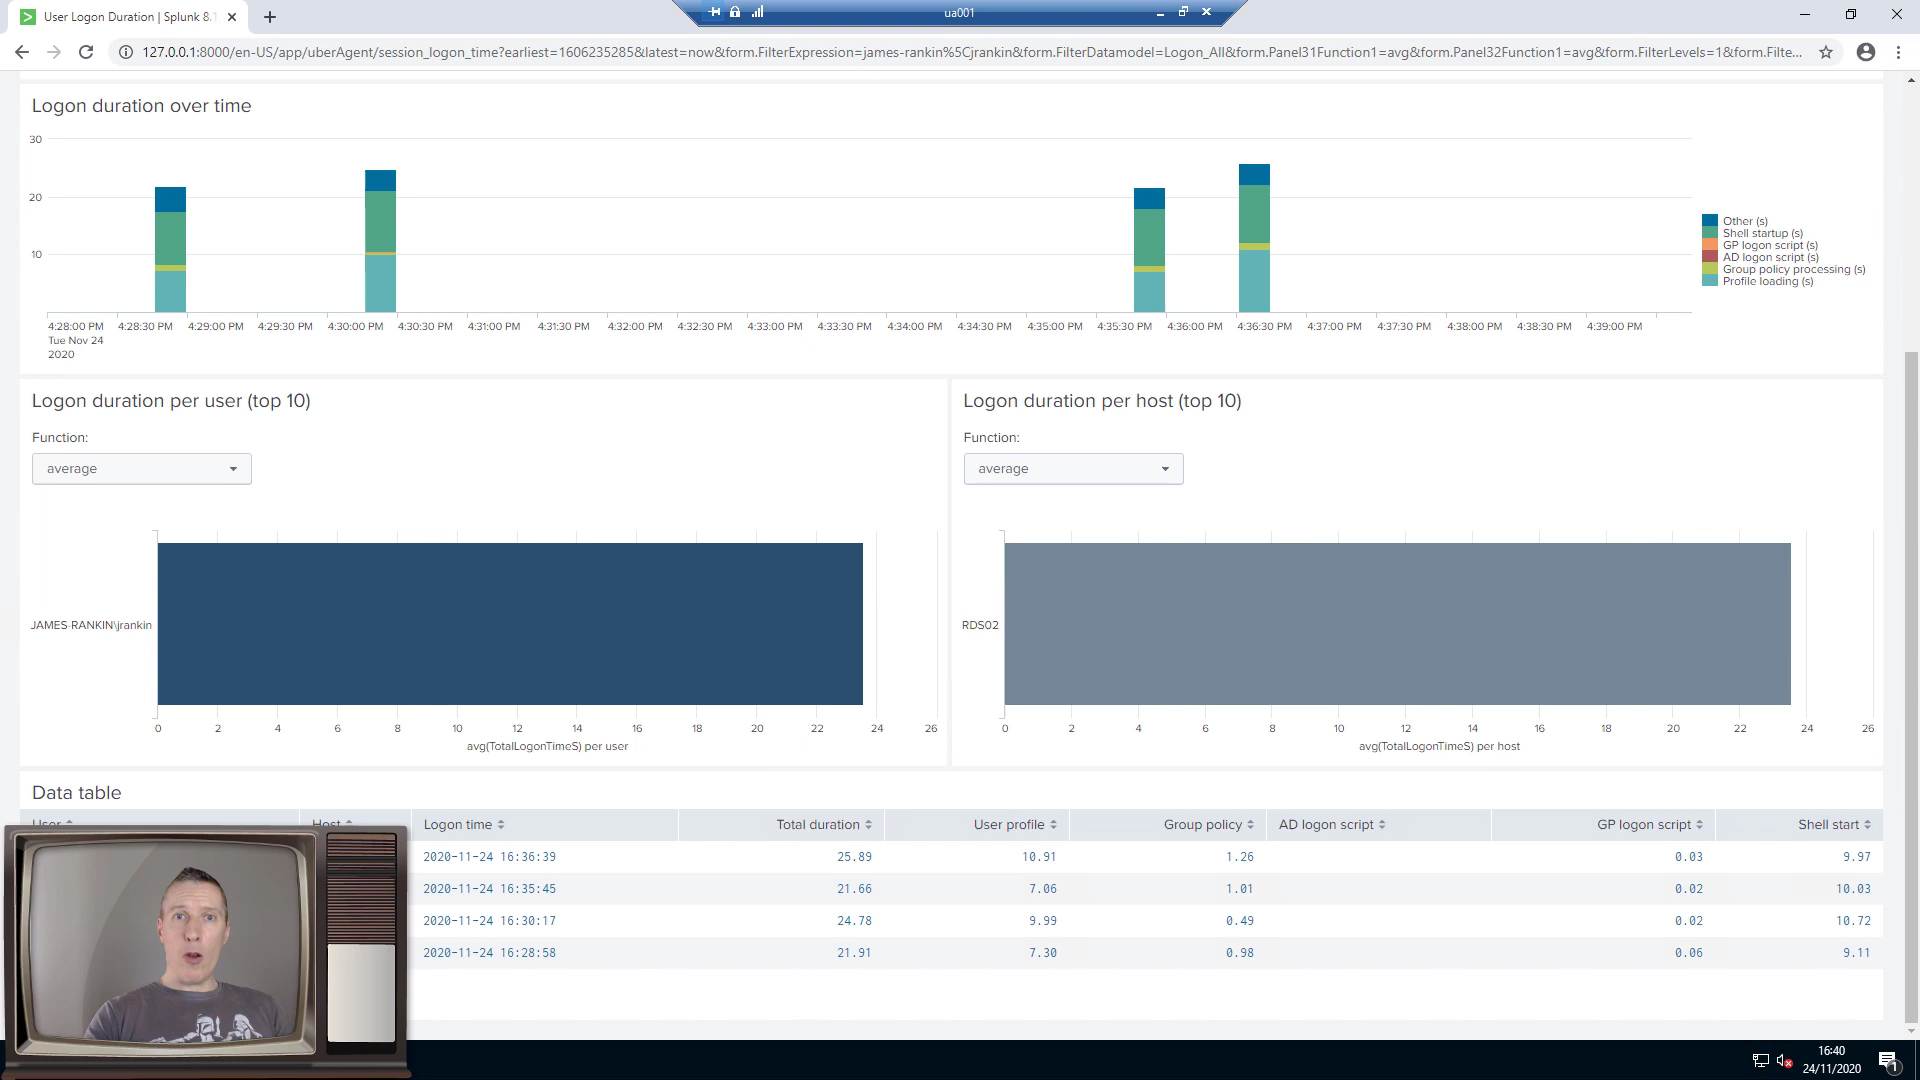 User Logon Duration | Splunk 8.1
ua001
127.0.0.1:8000/en-US/app/uberAgent/session_logon_time?earliest=1606235285&latest=now&form.FilterExpression=james-rankin%5Cjrankin&form.FilterDatamodel=Logon_All&form.Panel31Function1=avg&form.Panel32Function1=avg&form.FilterLevels=1&form.Filte...
Logon duration over time
30
20
10
Other (s)
Shell startup (s)
GP logon script (s)
AD logon script (s)
Group policy processing (s)
Profile loading (s)
4:28:00 PM 4:28:30 PM 4:29:00 PM 4:29:30 PM 4:30:00 PM 4:30:30 PM 4:31:00 PM 4:31:30 PM 4:32:00 PM 4:32:30 PM 4:33:00 PM 4:33:30 PM 4:34:00 PM 4:34:30 PM 4:35:00 PM 4:35:30 PM 4:36:00 PM 4:36:30 PM 4:37:00 PM 4:37:30 PM 4:38:00 PM 4:38:30 PM 4:39:00 PM
Tue Nov 24
2020
Logon duration per user (top 10)
Function:
average
JAMES-RANKIN\jrankin
0 2 4 6 8 10 12 14 16 18 20 22 24 26
avg(TotalLogonTimeS) per user
Logon duration per host (top 10)
Function:
average
RDS02
0 2 4 6 8 10 12 14 16 18 20 22 24 26
avg(TotalLogonTimeS) per host
Data table
User Host Logon time Total duration User profile Group policy AD logon script GP logon script Shell start
2020-11-24 16:36:39 25.89 10.91 1.26 0.03 9.97
2020-11-24 16:35:45 21.66 7.06 1.01 0.02 10.03
2020-11-24 16:30:17 24.78 9.99 0.49 0.02 10.72
2020-11-24 16:28:58 21.91 7.30 0.98 0.06 9.11
16:40
24/11/2020
1